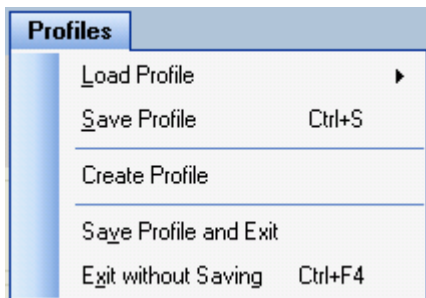 Profiles
Load Profile
Save Profile Ctrl+S
Create Profile
Save Profile and Exit
Exit without Saving Ctrl+F4